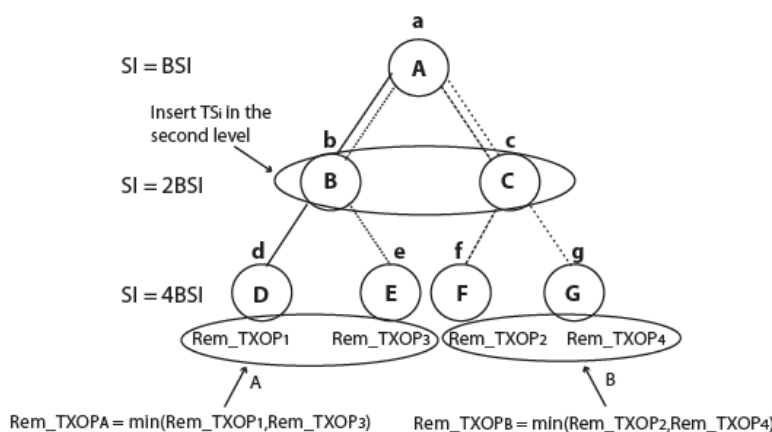 a
SI = BSI
A
Insert TSi in the
second level
b
c
SI = 2BSI
B
C
d
e
f
g
SI = 4BSI
D
E
F
G
Rem_TXOP1
Rem_TXOP3
Rem_TXOP2
Rem_TXOP4
A
B
Rem_TXOPA = min(Rem_TXOP1,Rem_TXOP3)
Rem_TXOPB = min(Rem_TXOP2,Rem_TXOP4)